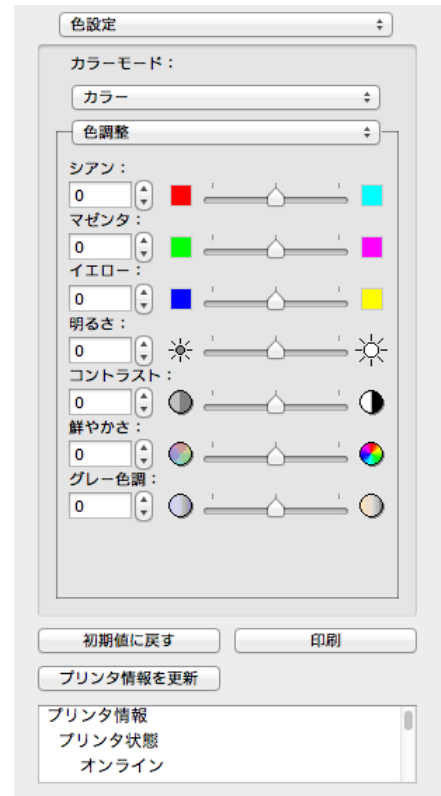 色設定
カラーモード：
カラー
色調整
シアン：
0
マゼンタ：
0
イエロー：
0
明るさ：
0
コントラスト：
0
鮮やかさ：
0
グレー色調：
0
初期値に戻す
印刷
プリンタ情報を更新
プリンタ情報
プリンタ状態
オンライン